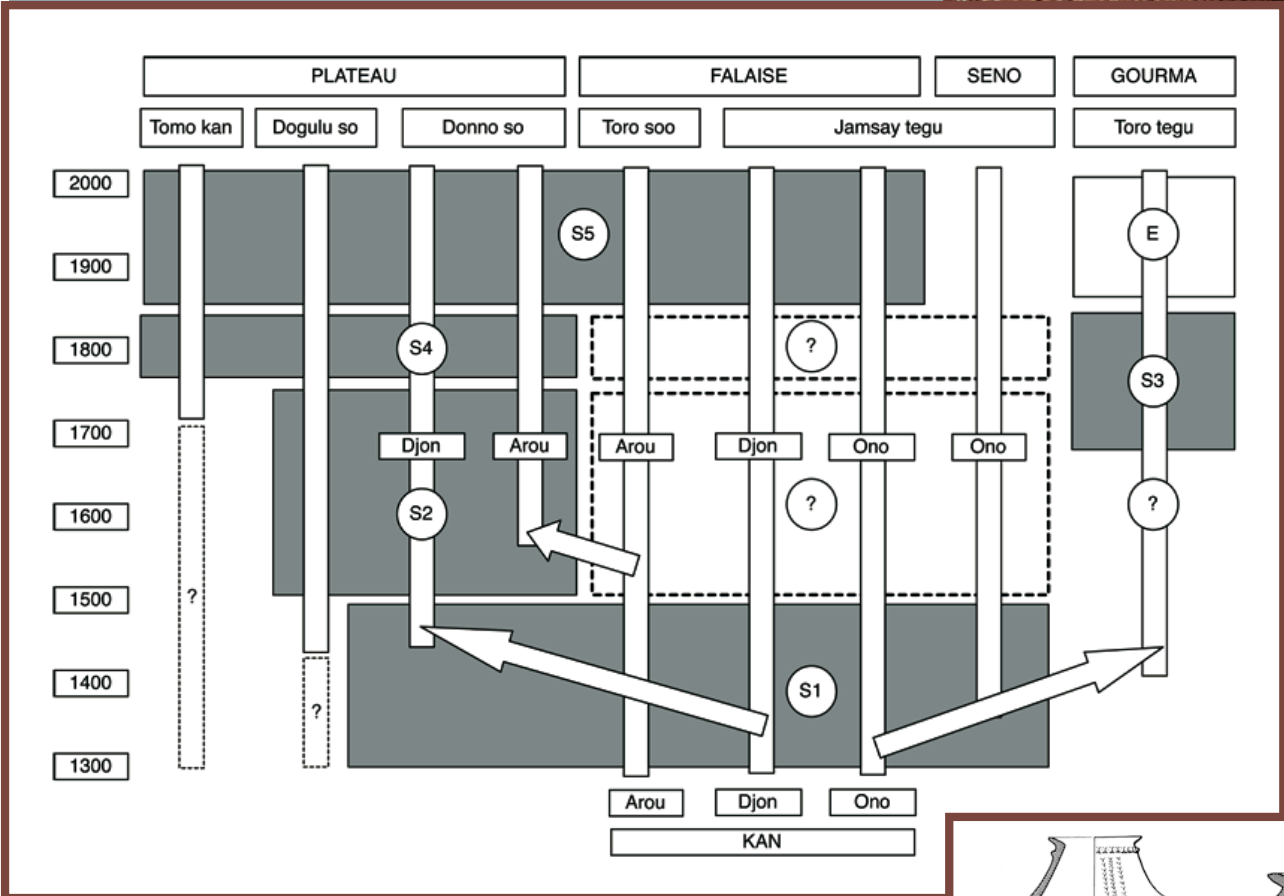 PLATEAU FALAISE SENO GOURMA
Tomo kan Dogulu so Donno so Toro soo Jamsay tegu Toro tegu
2000
S5 E
1900
1800 S4 ?
S3
1700 Djon Arou Arou Djon Ono Ono
1600 S2 ? ?
1500 ?
1400 S1
?
1300
Arou Djon Ono
KAN